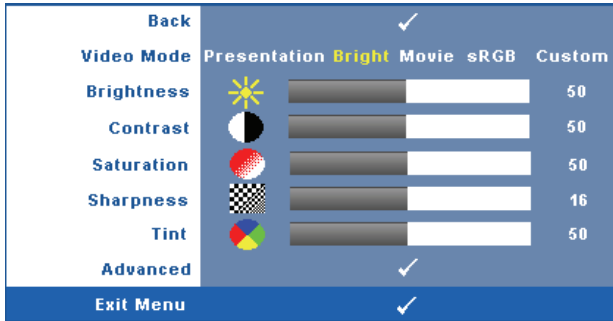 Back
Video Mode Presentation Bright Movie sRGB Custom
Brightness 50
Contrast 50
Saturation 50
Sharpness 16
Tint 50
Advanced
Exit Menu